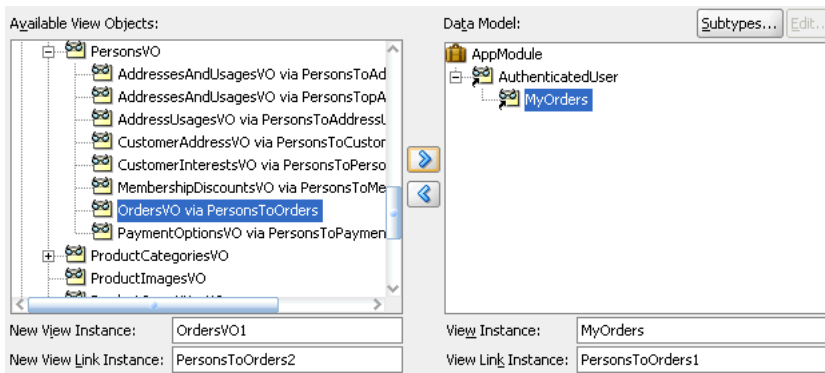 Available View Objects:
PersonsVO
AddressesAndUsagesVO via PersonsToAd
AddressesAndUsagesVO via PersonsTopA
AddressUsagesVO via PersonsToAddressU
CustomerAddressVO via PersonsToCustor
CustomerInterestsVO via PersonsToPerso
MembershipDiscountsVO via PersonsToMe
OrdersVO via PersonsToOrders
PaymentOptionsVO via PersonsToPaymen
ProductCategoriesVO
ProductImagesVO
New View Instance: OrdersVO1
New View Link Instance: PersonsToOrders2
Data Model: Subtypes... Edit..
AppModule
AuthenticatedUser
MyOrders
View Instance: MyOrders
View Link Instance: PersonsToOrders1